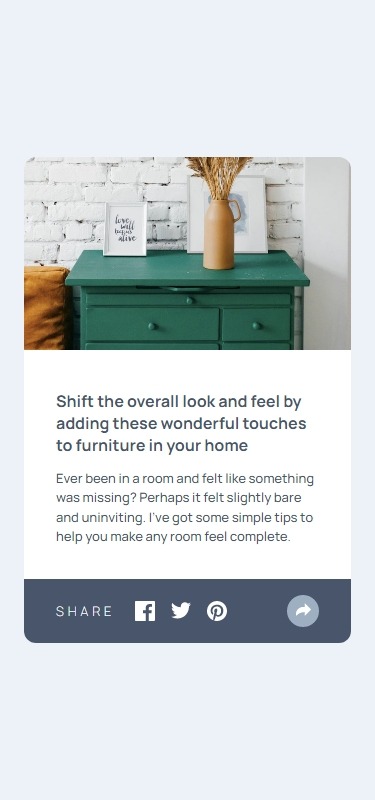 love
will
keep us
alive
Shift the overall look and feel by
adding these wonderful touches
to furniture in your home
Ever been in a room and felt like something
was missing? Perhaps it felt slightly bare
and uninviting. I’ve got some simple tips to
help you make any room feel complete.
SHARE